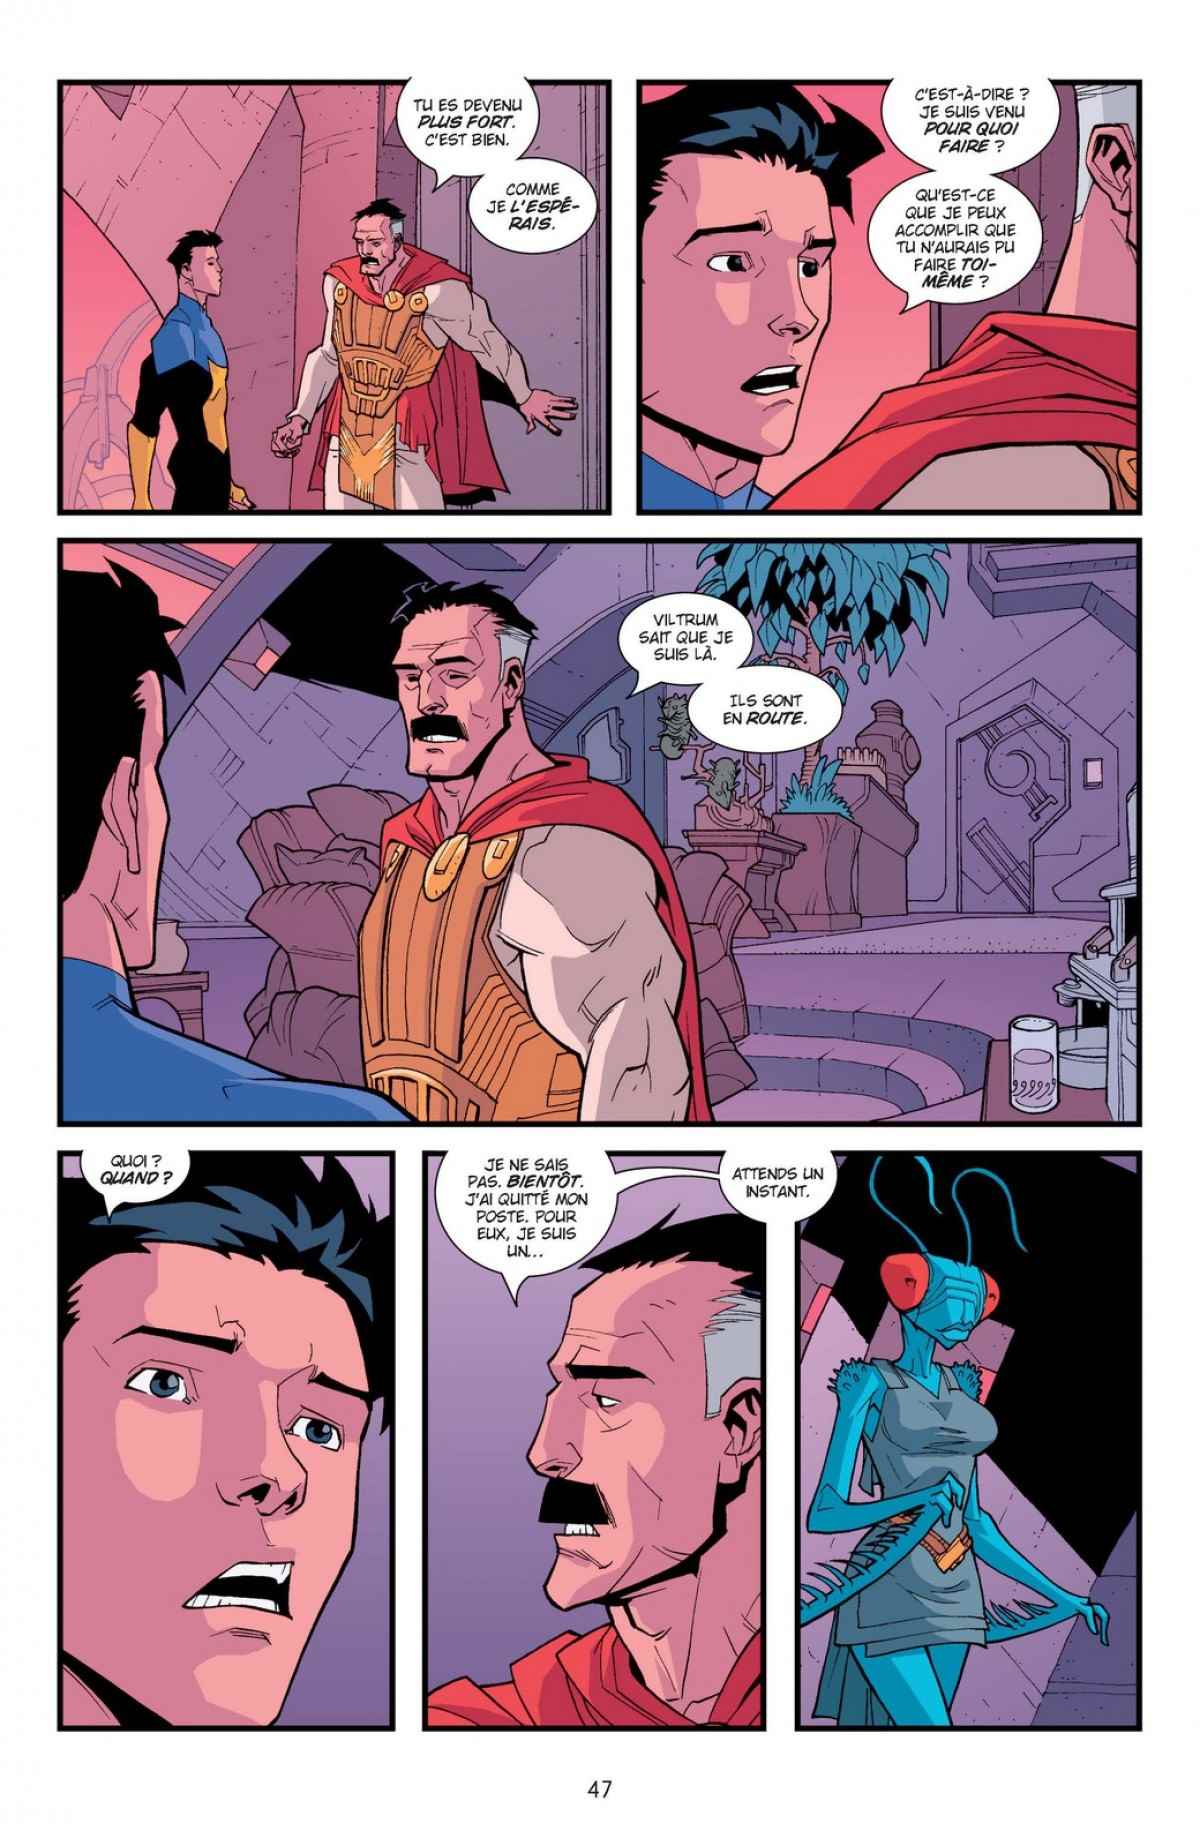 TU ES DEVENU
PLUS FORT.
C'EST BIEN.
COMME
JE L'ESPÉ-
RAIS.
C'EST-À-DIRE ?
JE SUIS VENU
POUR QUOI
FAIRE ?
QU'EST-CE
QUE JE PEUX
ACCOMPLIR QUE
TU N'AURAIS PU
FAIRE TOI-
MÊME ?
VILTRUM
SAIT QUE JE
SUIS LÀ.
ILS SONT
EN ROUTE.
QUOI ?
QUAND ?
JE NE SAIS
PAS. BIENTÔT.
J'AI QUITTÉ MON
POSTE. POUR
EUX, JE SUIS
UN...
ATTENDS UN
INSTANT.
47